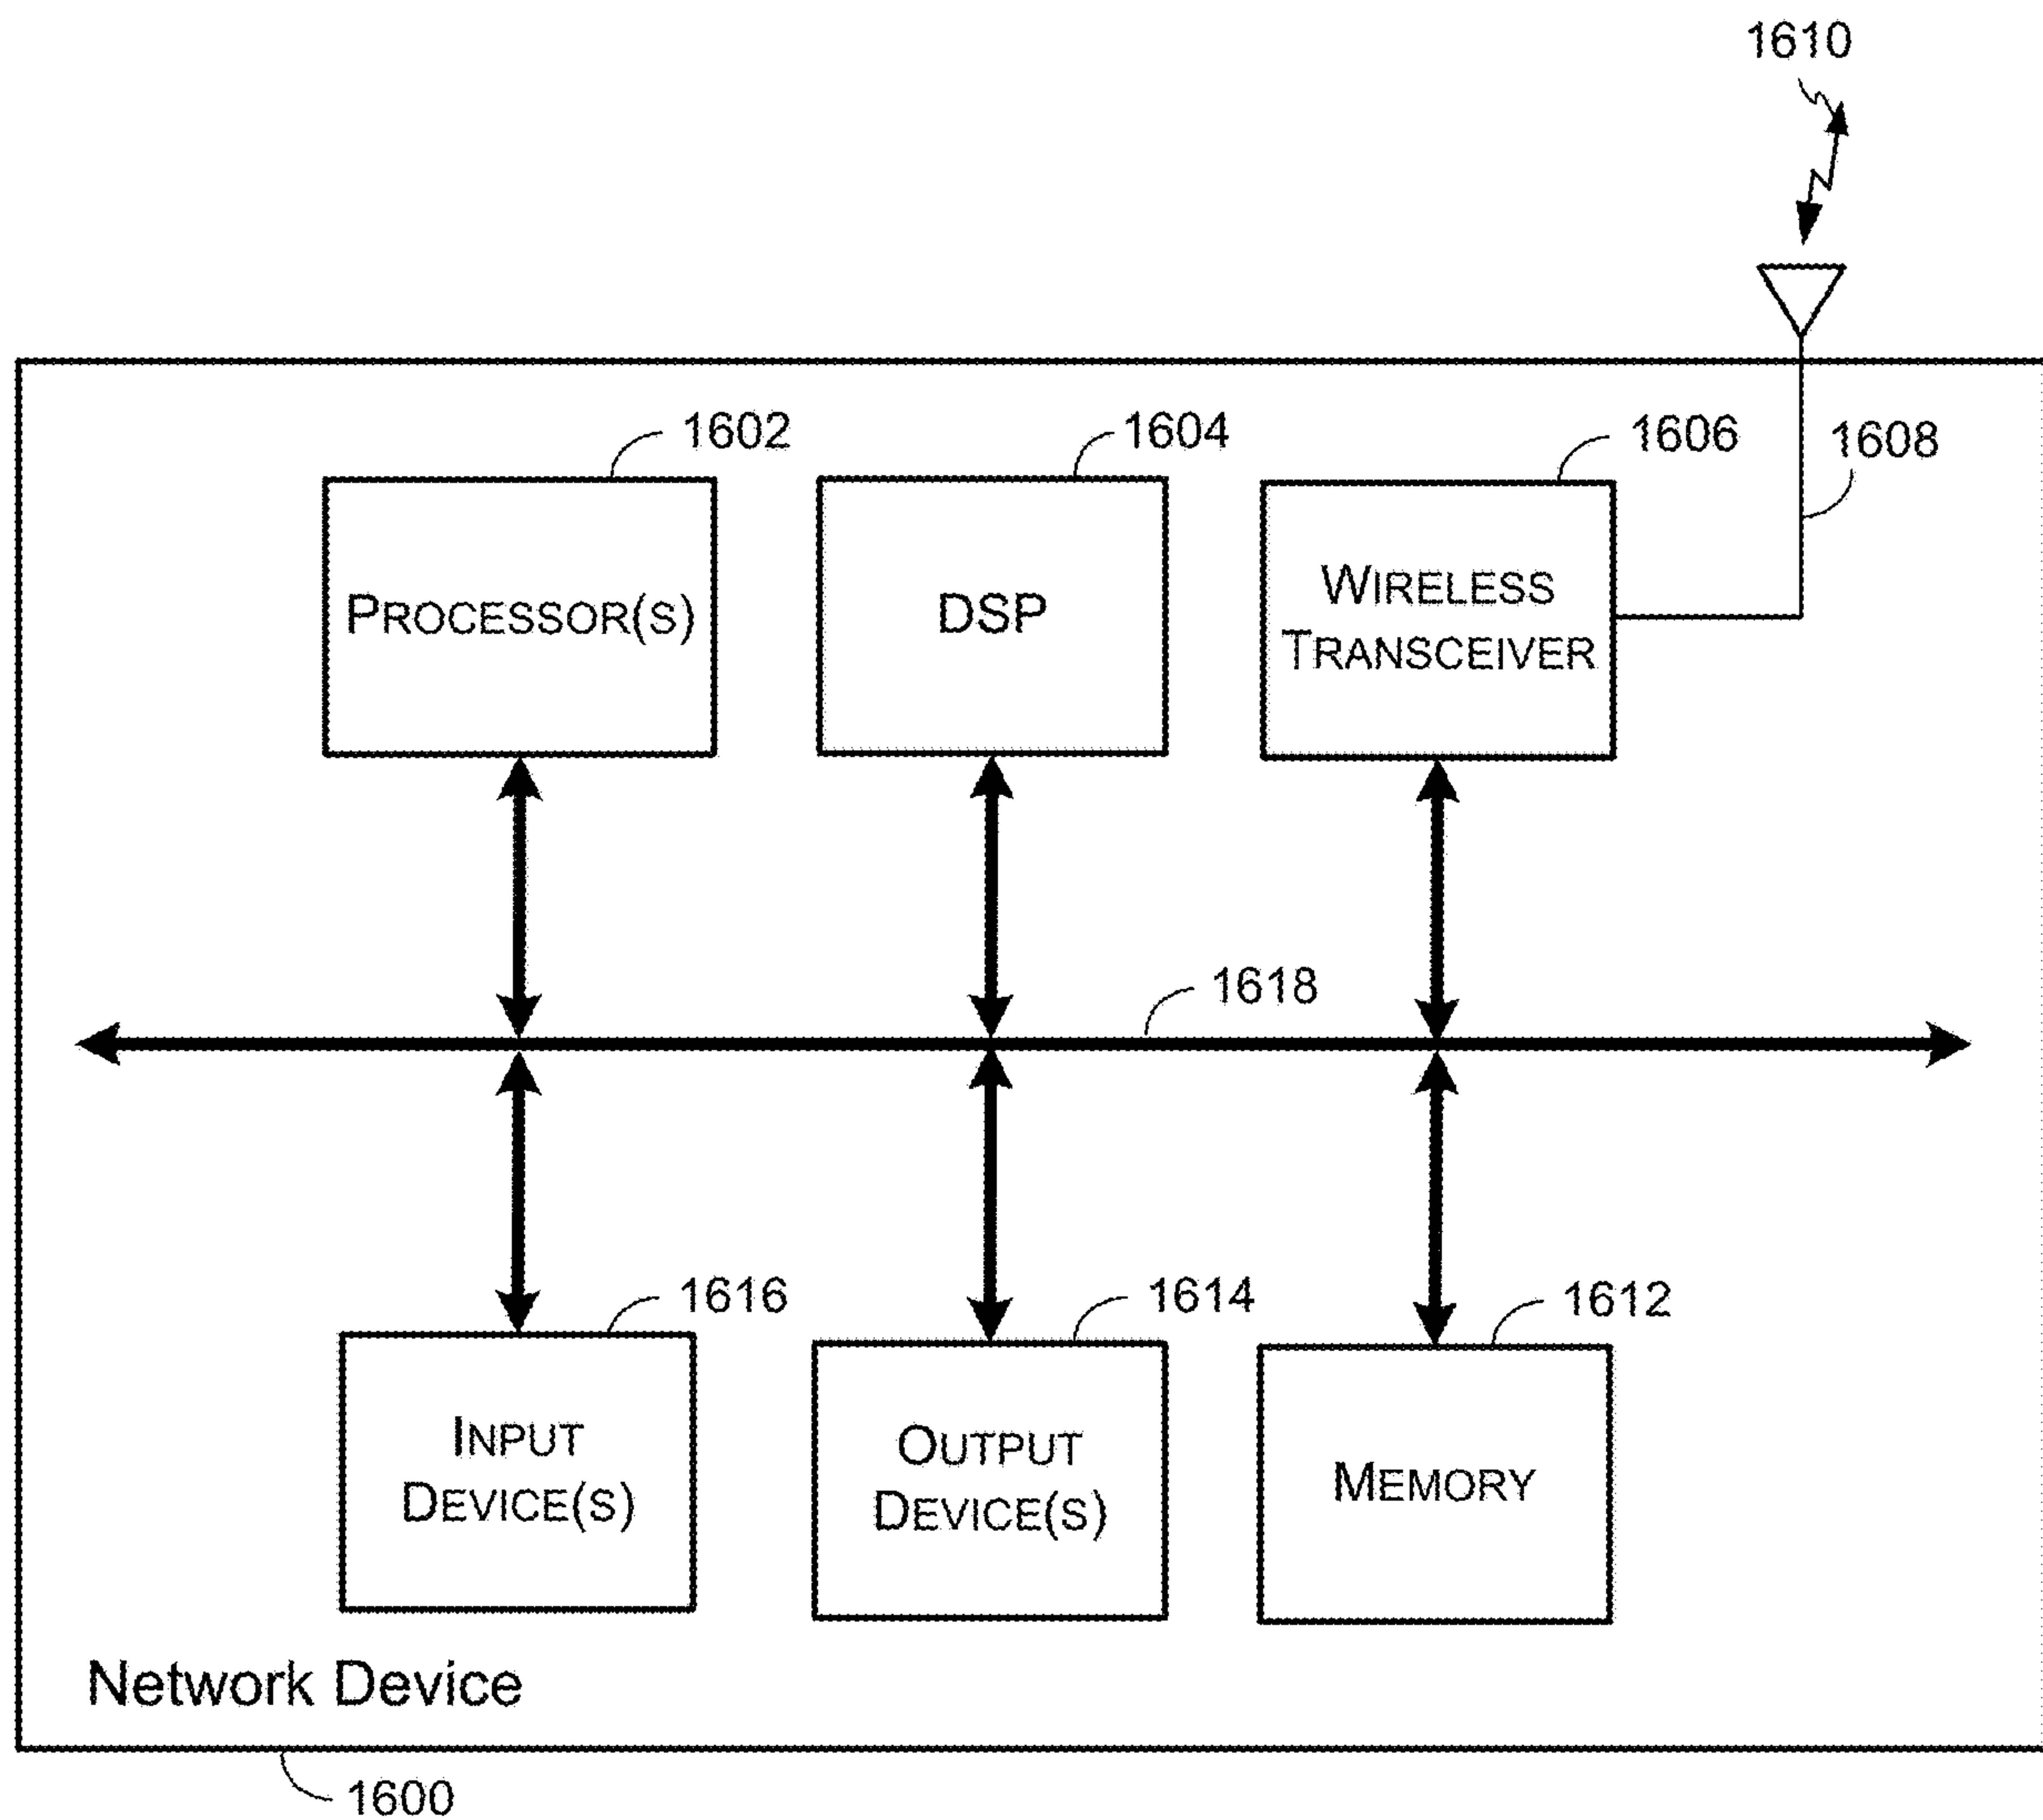 1610
1602
1604
1606
1608
PROCESSOR(S)
DSP
WIRELESS
TRANSCEIVER
1618
1616
1614
1612
INPUT
DEVICE(S)
OUTPUT
DEVICE(S)
MEMORY
Network Device
1600